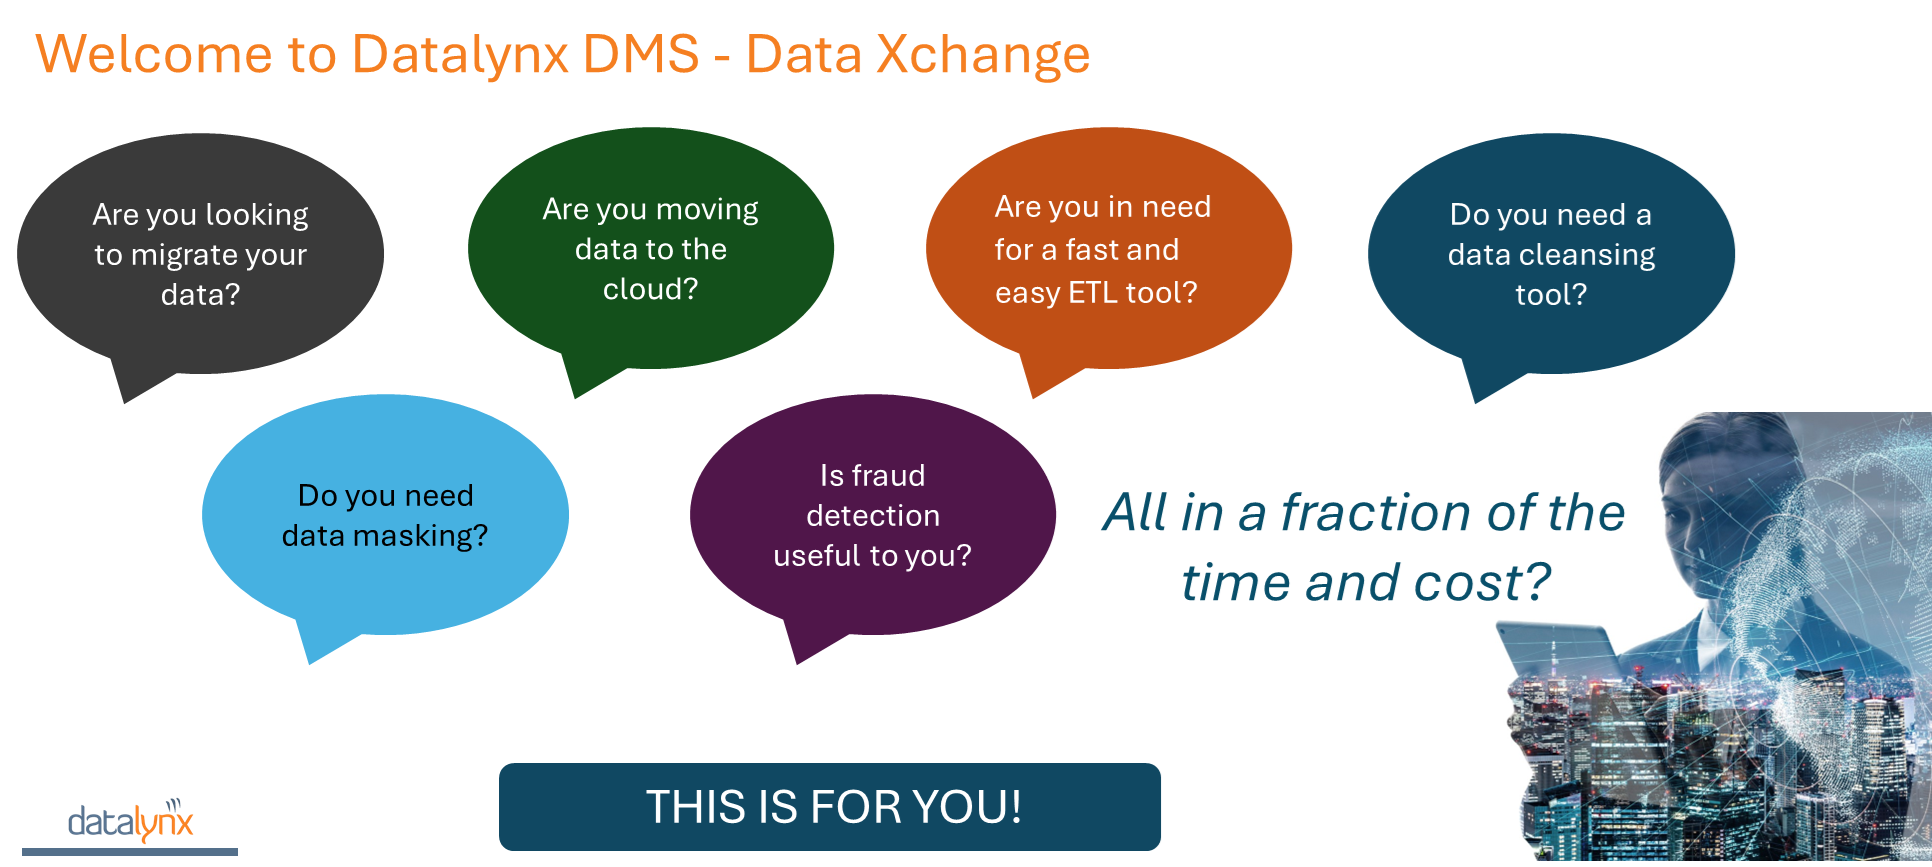 Welcome to Datalynx DMS - Data Xchange
Are you looking
to migrate your
data?
Are you moving
data to the
cloud?
Are you in need
for a fast and
easy ETL tool?
Do you need a
data cleansing
tool?
Do you need
data masking?
Is fraud
detection
useful to you?
All in a fraction of the
time and cost?
THIS IS FOR YOU!
datalynx